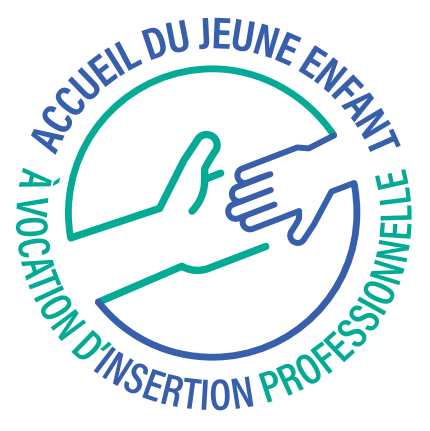 ACCUEIL DU JEUNE ENFANT
À VOCATION D'INSERTION PROFESSIONNELLE